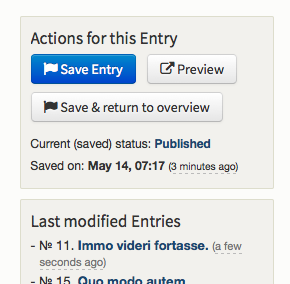 Actions for this Entry
Save Entry Preview
Save & return to overview
Current (saved) status: Published
Saved on: May 14, 07:17 (3 minutes ago)
Last modified Entries
- № 11. Immo videri fortasse. (a few
seconds ago)
- № 15. Quo modo autem